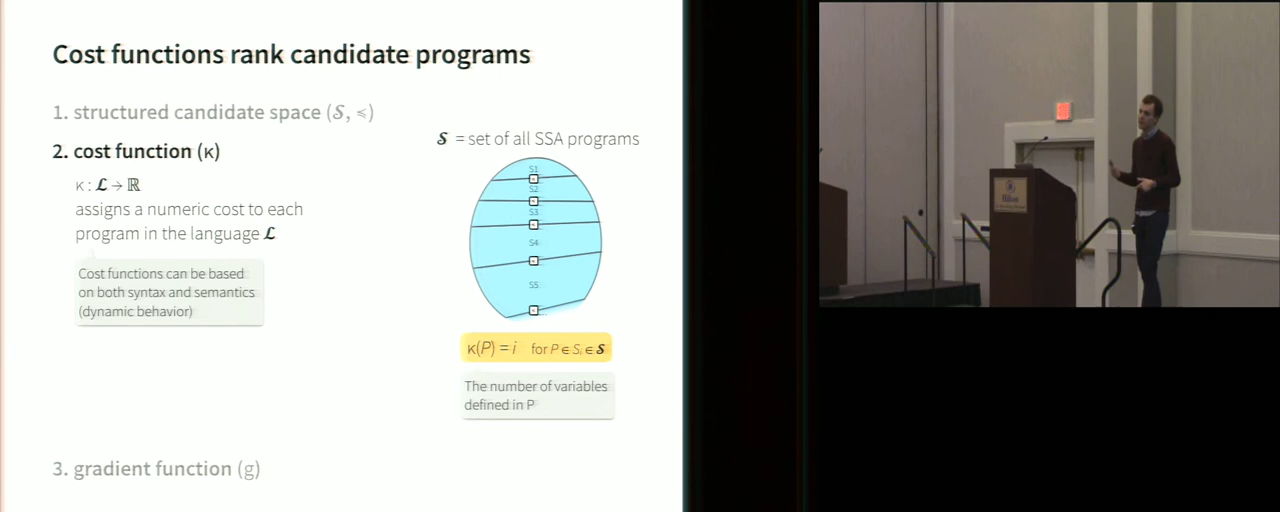 Cost functions rank candidate programs
1. structured candidate space (𝓢, ≼)
2. cost function (κ)
κ : 𝓛 → ℝ
assigns a numeric cost to each
program in the language 𝓛
Cost functions can be based
on both syntax and semantics
(dynamic behavior)
𝓢 = set of all SSA programs
S1
S2
S3
S4
S5
κ(P) = i for P ∈ Sᵢ ∈ 𝓢
The number of variables
defined in P
3. gradient function (g)
Hilton